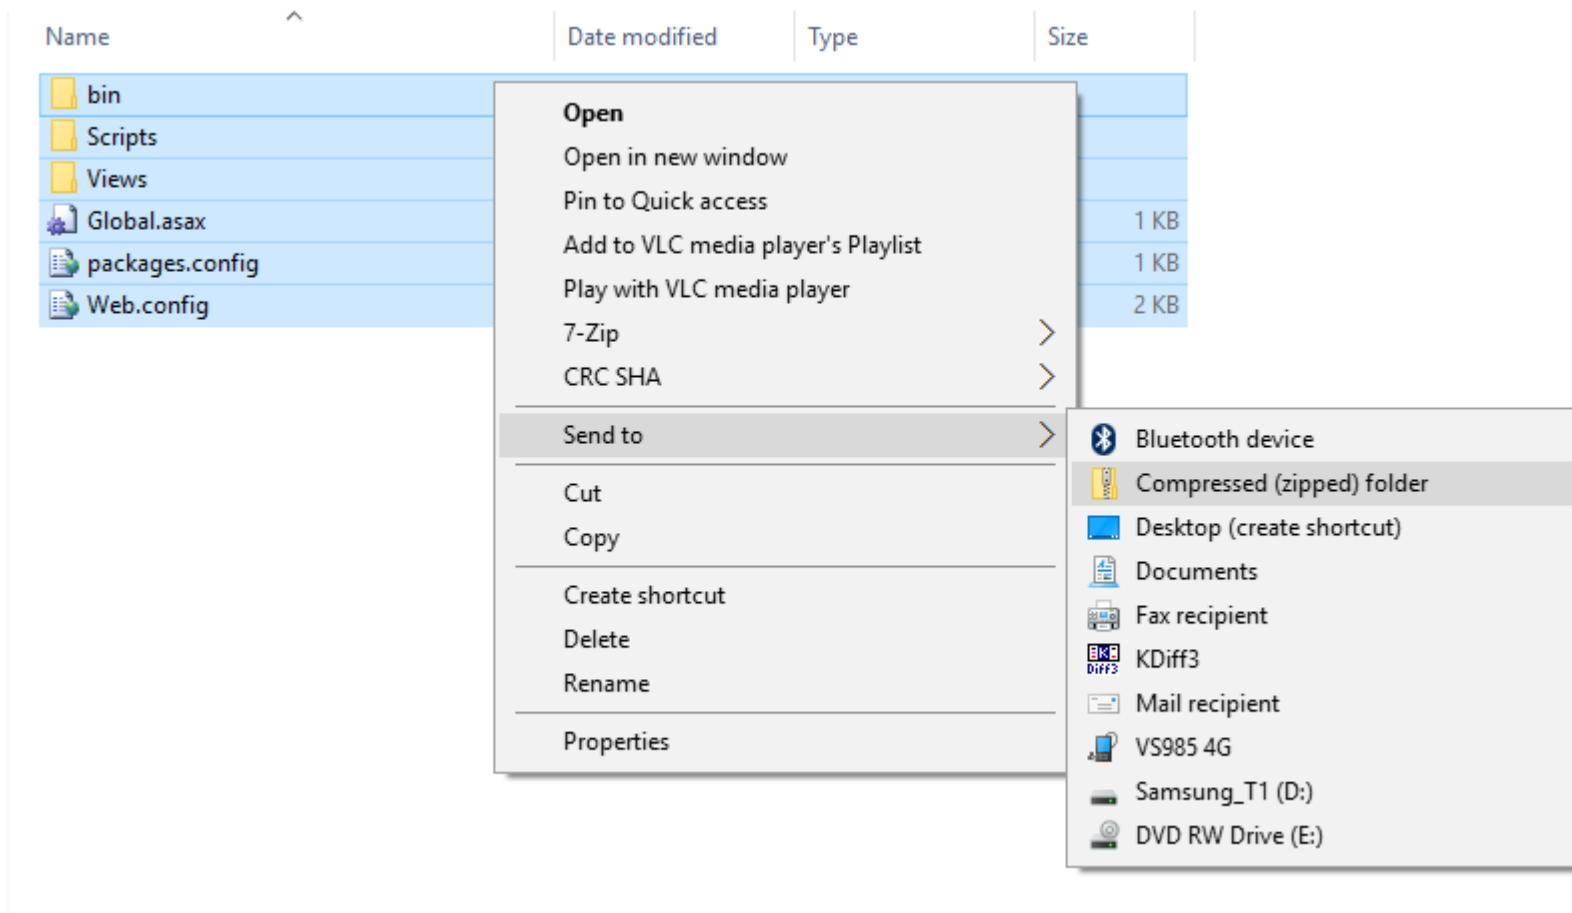 Name Date modified Type Size
bin
Scripts
Views
Global.asax 1 KB
packages.config 1 KB
Web.config 2 KB
Open
Open in new window
Pin to Quick access
Add to VLC media player's Playlist
Play with VLC media player
7-Zip
CRC SHA
Send to
Cut
Copy
Create shortcut
Delete
Rename
Properties
Bluetooth device
Compressed (zipped) folder
Desktop (create shortcut)
Documents
Fax recipient
KDiff3
Mail recipient
VS985 4G
Samsung_T1 (D:)
DVD RW Drive (E:)